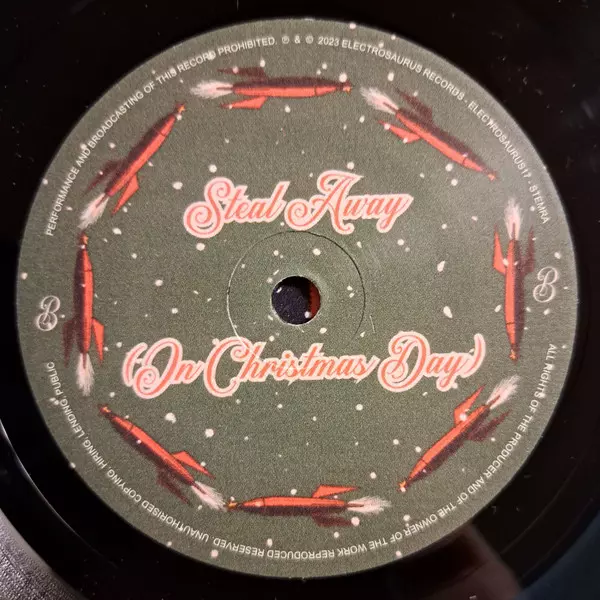 PERFORMANCE AND BROADCASTING OF THIS RECORD PROHIBITED. ℗ & © 2023 ELECTROSAURUS RECORDS - ELECTROSAURUS17 - STEMRA
Steal Away
B
B
(On Christmas Day)
ALL RIGHTS OF THE PRODUCER AND OF THE OWNER OF THE WORK REPRODUCED RESERVED. UNAUTHORISED COPYING HIRING LENDING PUBLIC